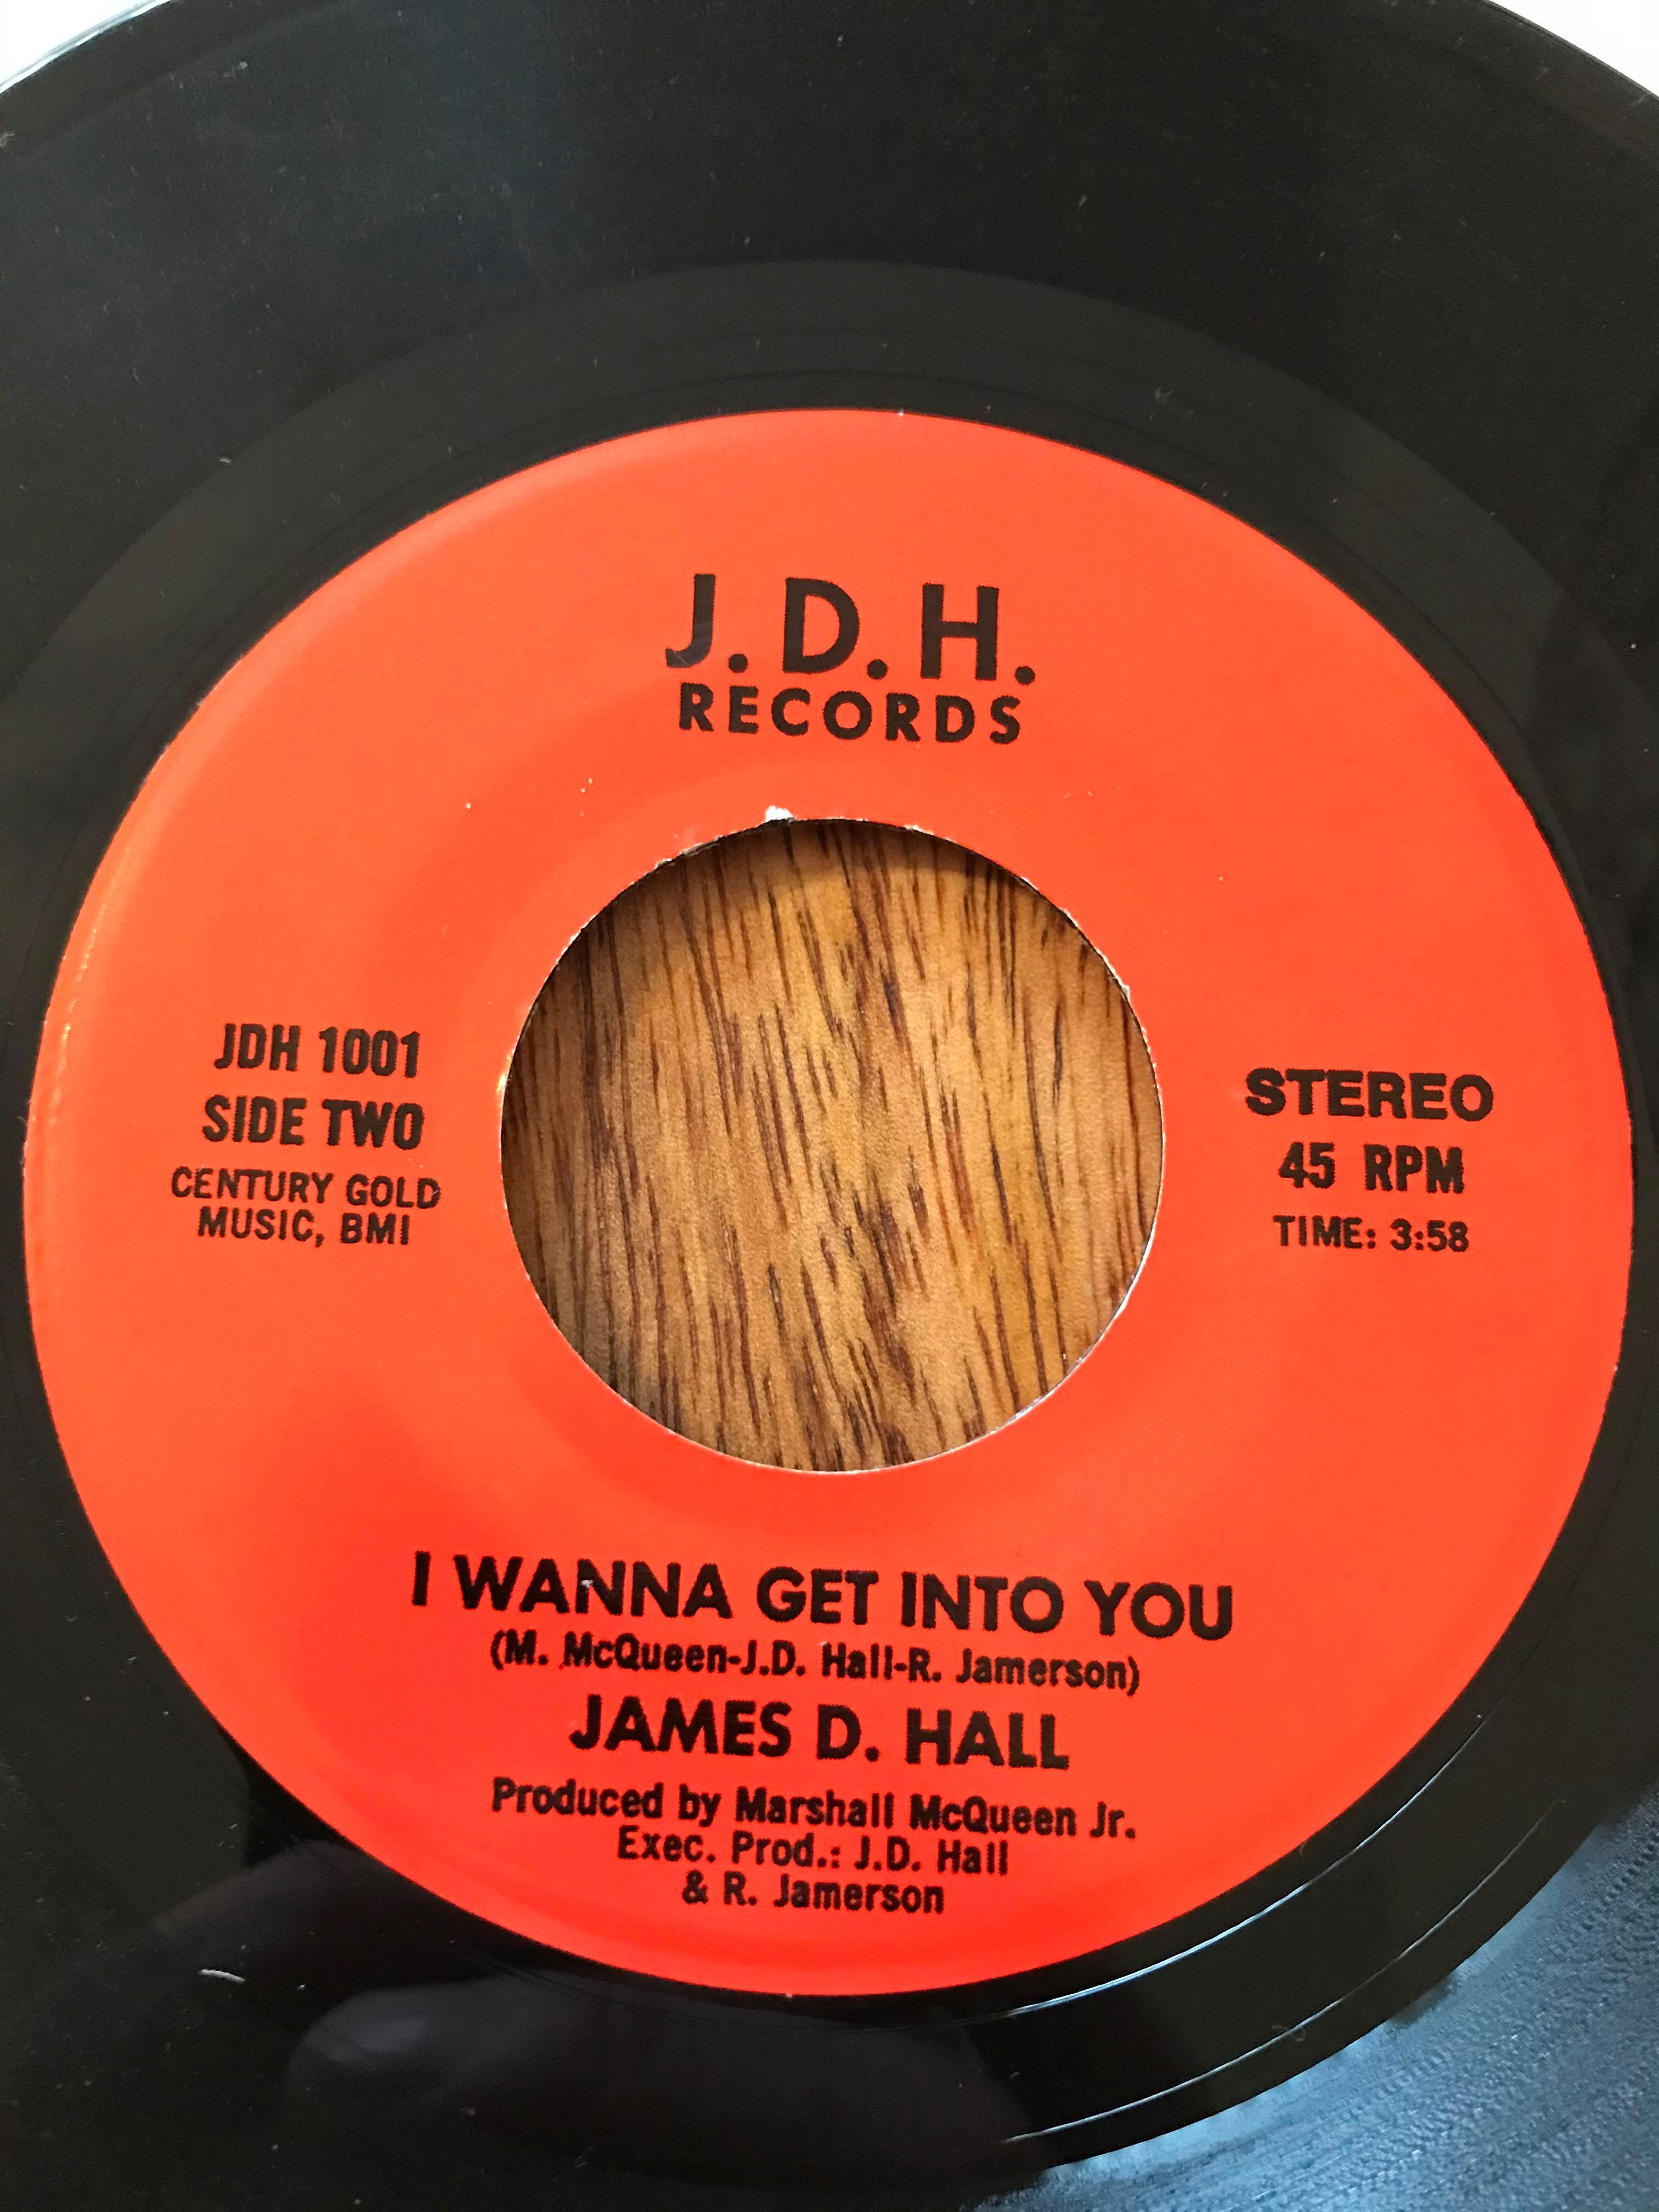 J.D.H.
RECORDS
JDH 1001
SIDE TWO
CENTURY GOLD
MUSIC, BMI
STEREO
45 RPM
TIME: 3:58
I WANNA GET INTO YOU
(M. McQueen-J.D. Hall-R. Jamerson)
JAMES D. HALL
Produced by Marshall McQueen Jr.
Exec. Prod.: J.D. Hall
& R. Jamerson